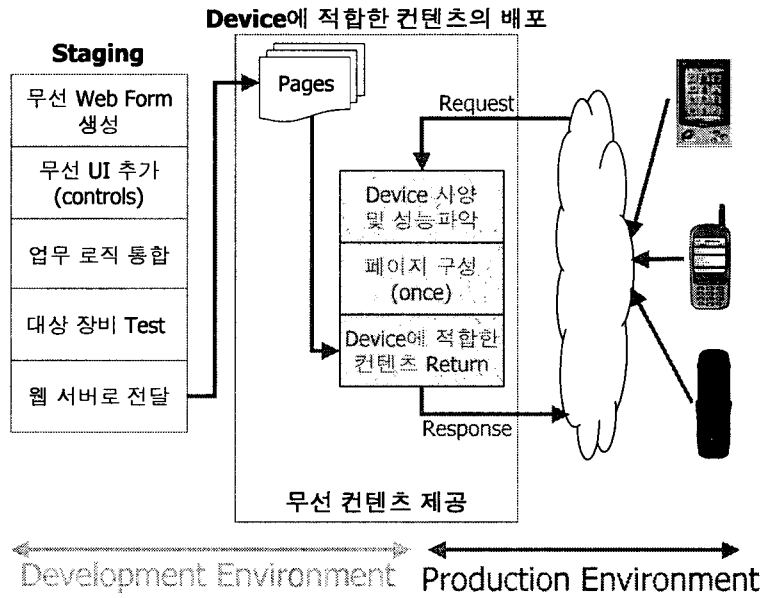 Device에 적합한 컨텐츠의 배포
Staging
무선 Web Form
생성
무선 UI 추가
(controls)
업무 로직 통합
대상 장비 Test
웹 서버로 전달
Pages
Request
Device 사양
및 성능파악
페이지 구성
(once)
Device에 적합한
컨텐츠 Return
Response
무선 컨텐츠 제공
Development Environment
Production Environment